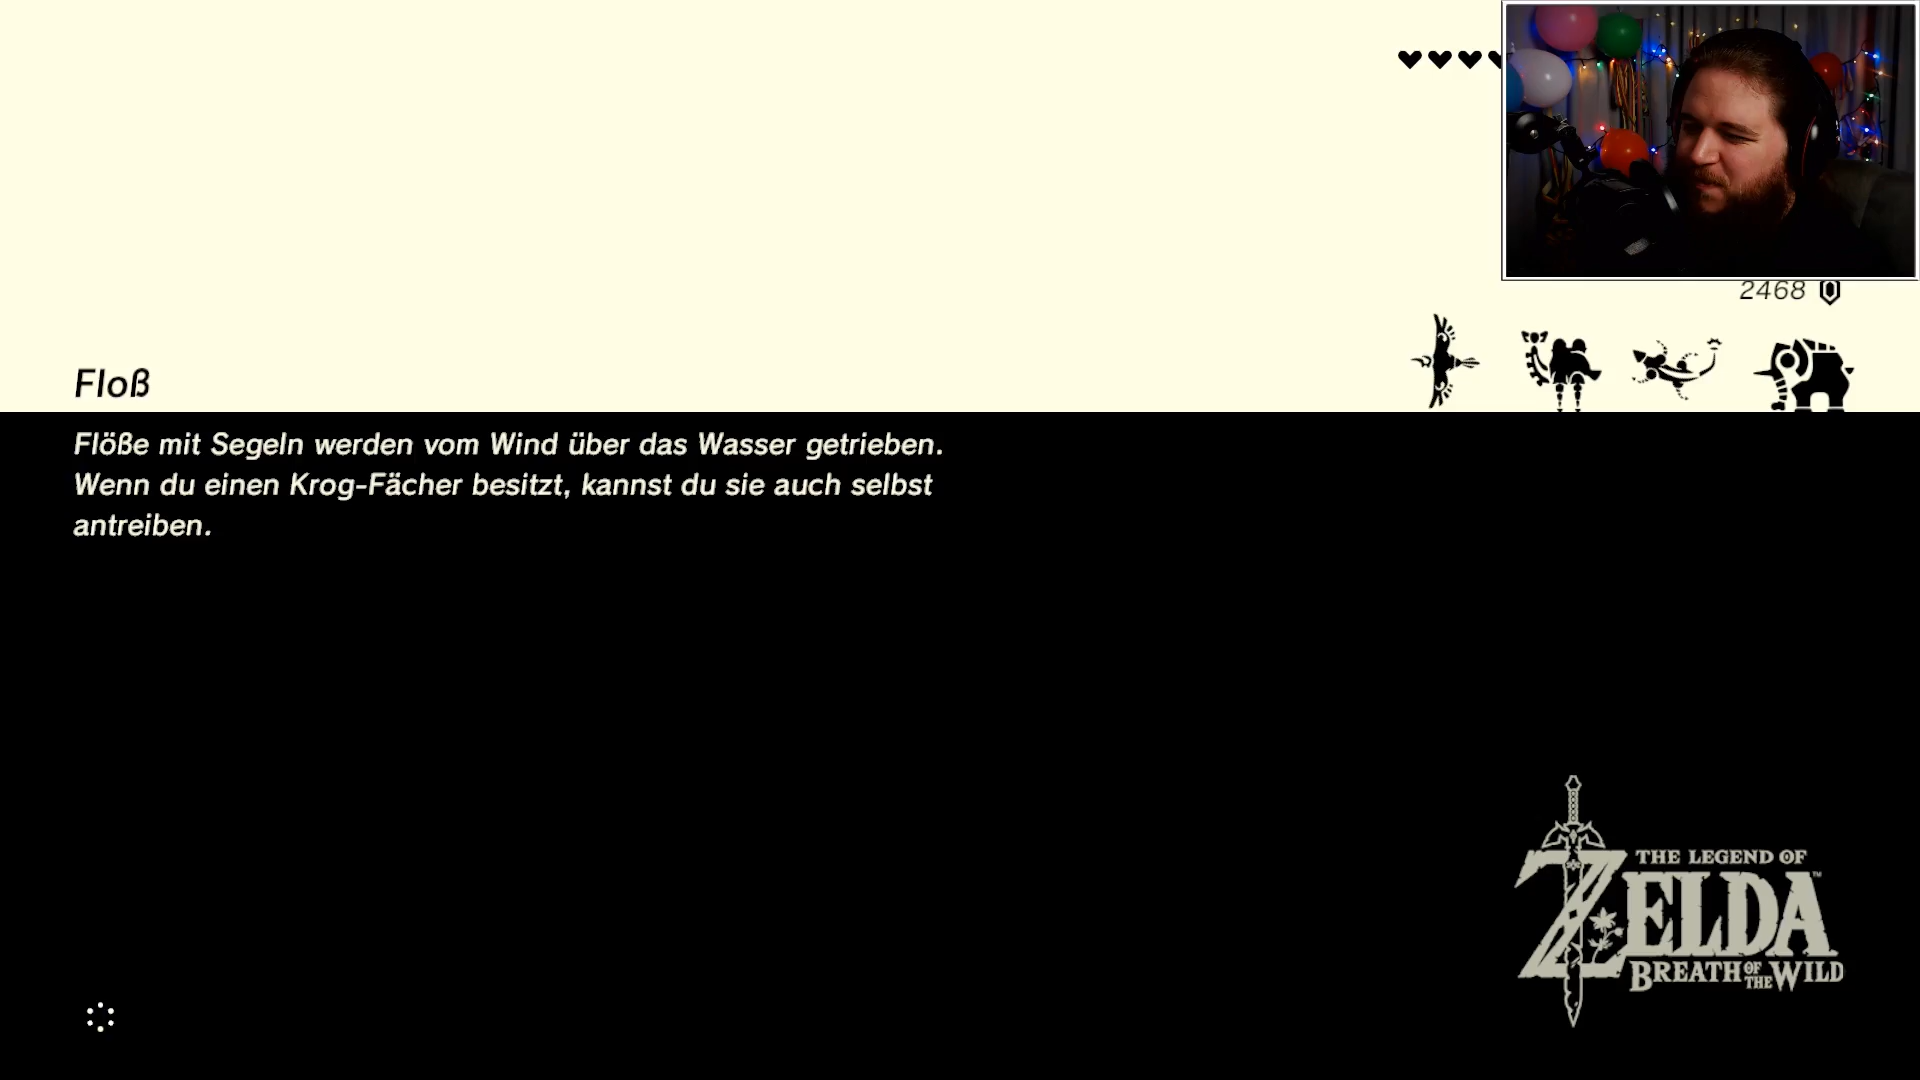 2468
Floß
Flöße mit Segeln werden vom Wind über das Wasser getrieben.
Wenn du einen Krog-Fächer besitzt, kannst du sie auch selbst
antreiben.
THE LEGEND OF
ZELDA™
BREATH OF THE WILD